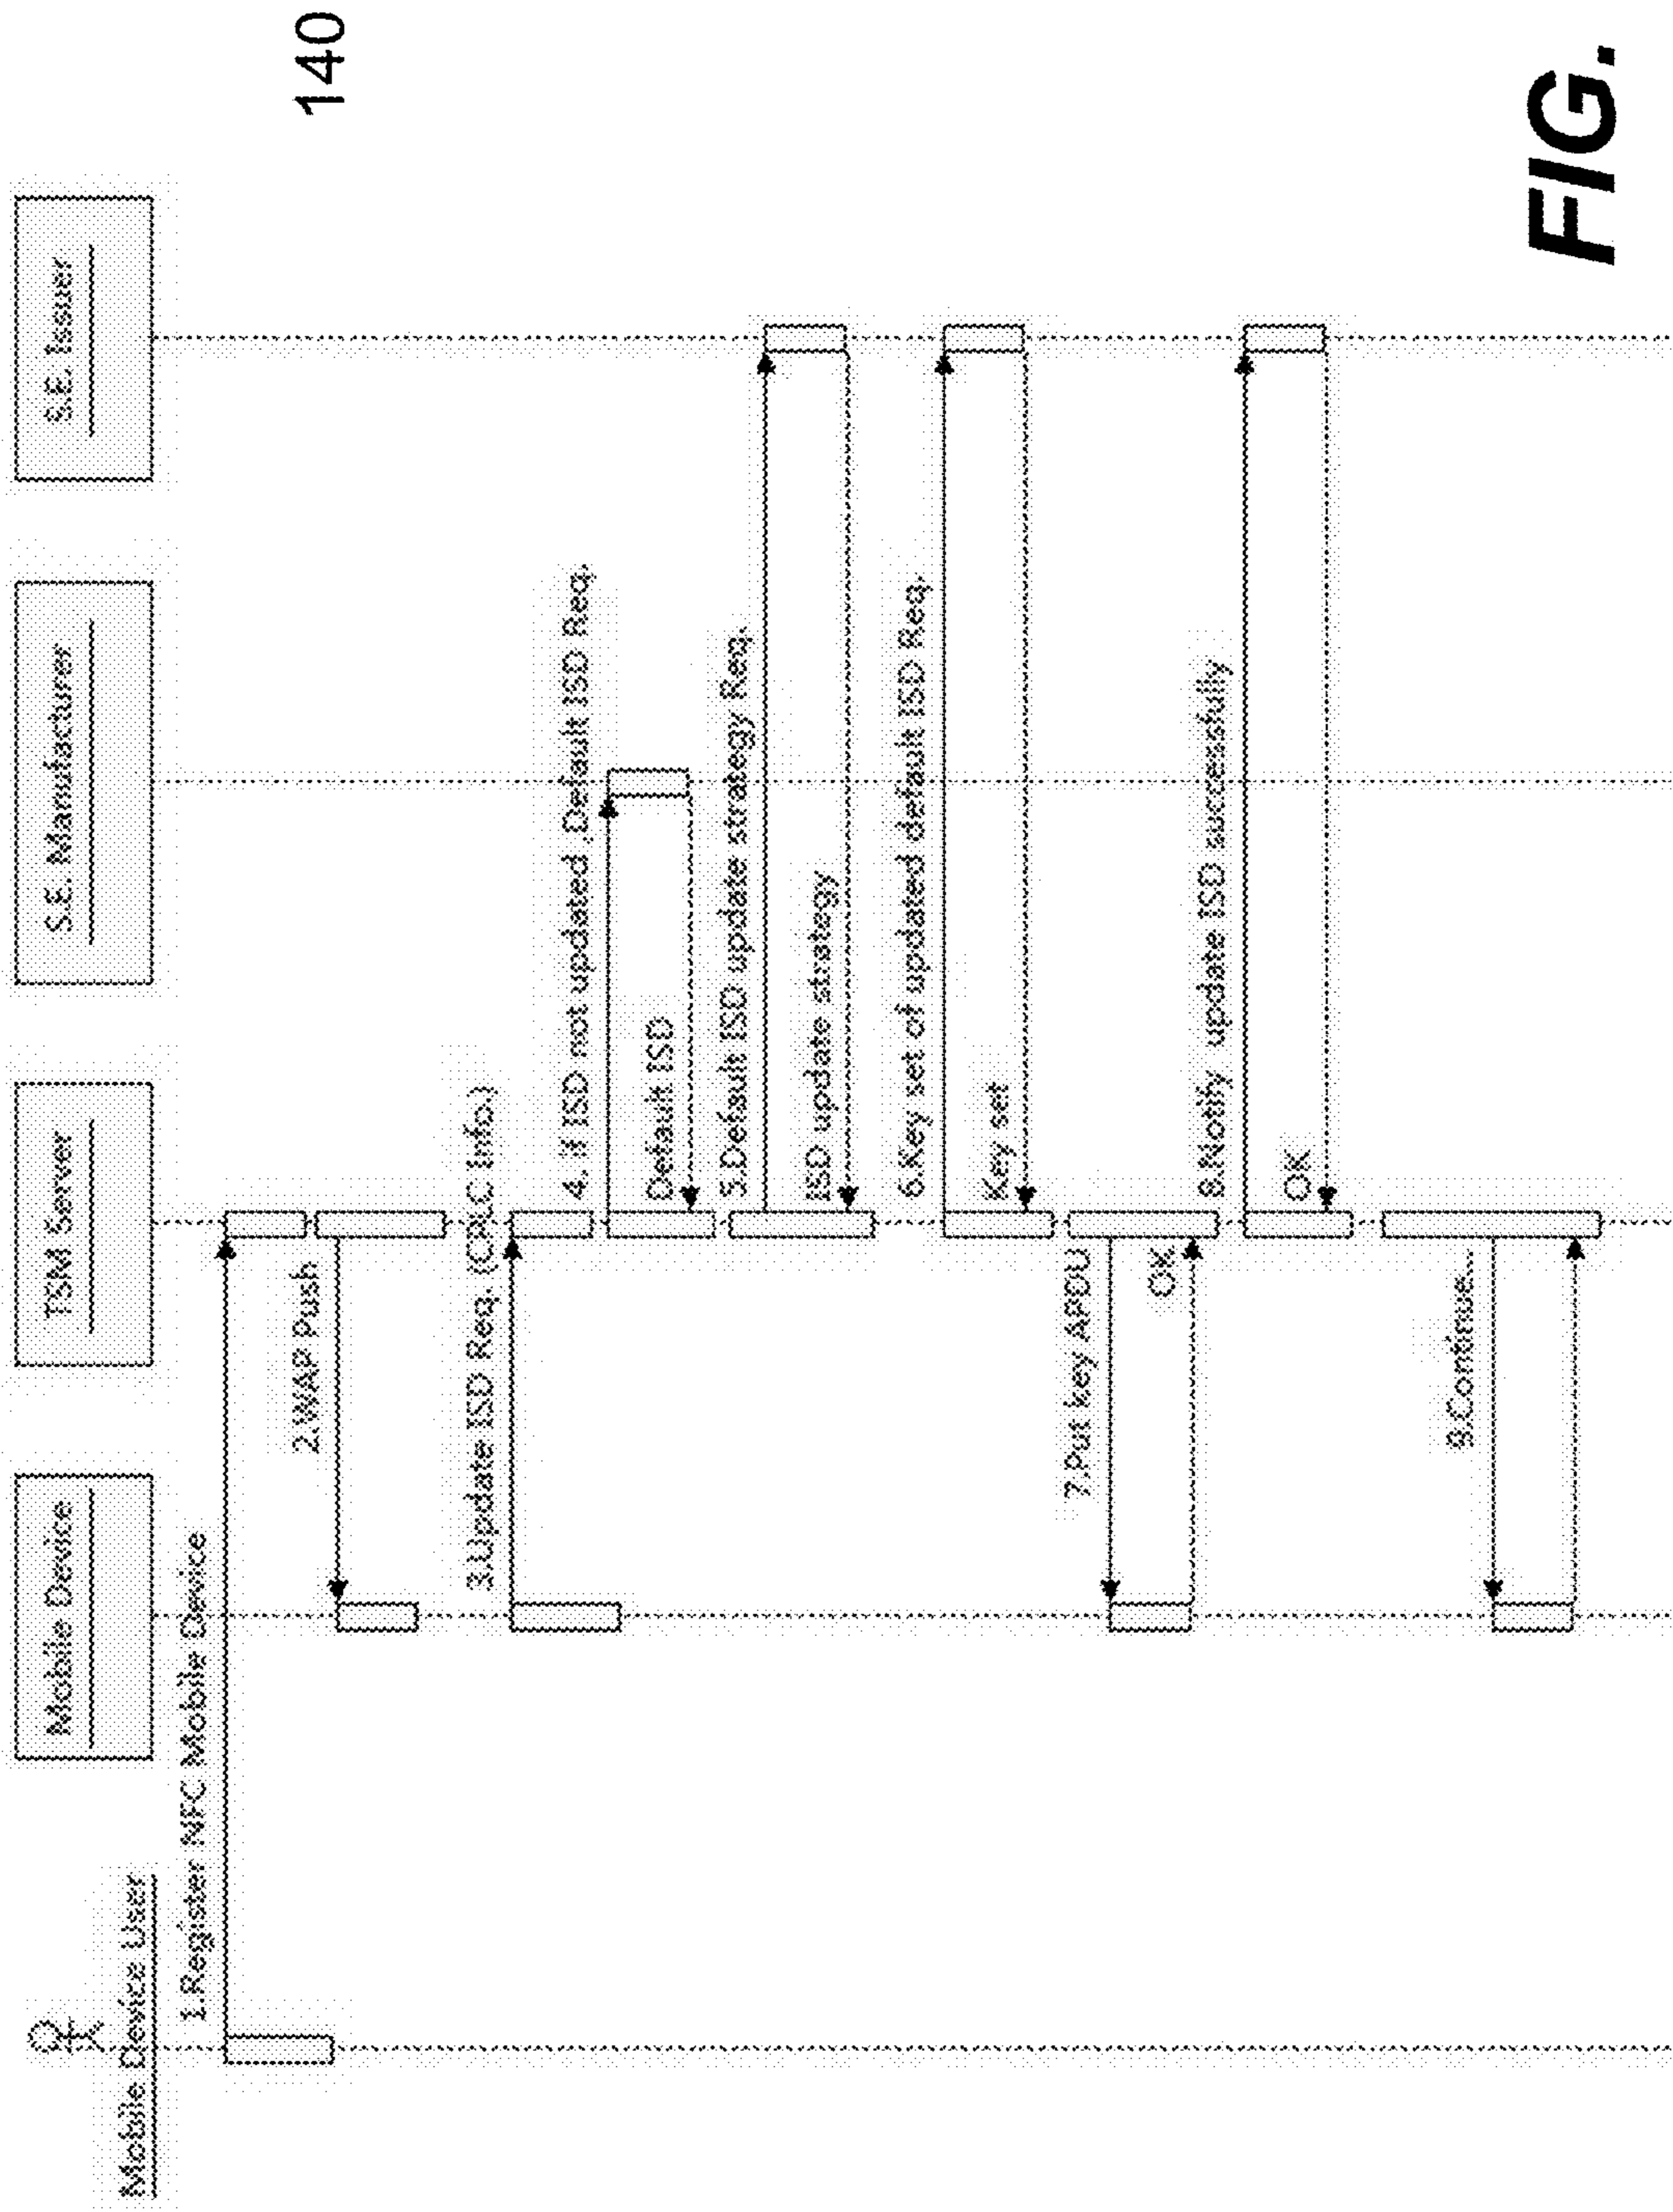 Mobile Device User
Mobile Device
TSM Server
S.E. Manufacturer
S.E. Issuer
140
1.Register NFC Mobile Device
2.WAP Push
3.Update ISD Req. (CPLC Info.)
4. If ISD not updated ,Default ISD Req.
Default ISD
5.Default ISD update strategy Req.
ISD update strategy
6.Key set of updated default ISD Req.
Key set
7.Put key APDU
OK
8.Notify update ISD successfully
OK
9.Continue...
FIG.